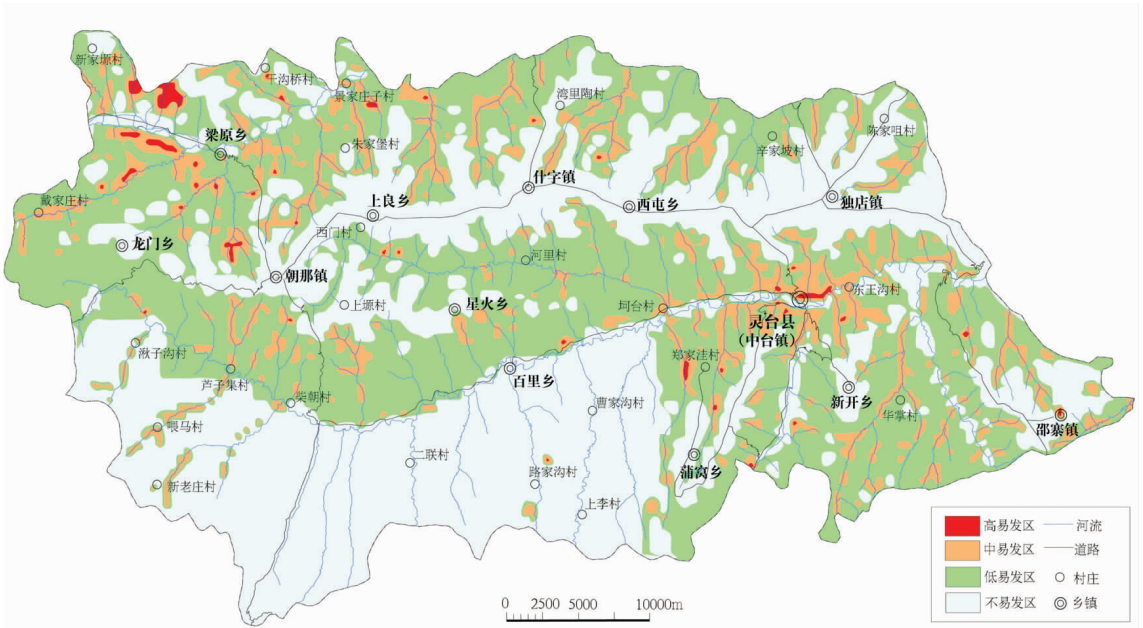 新家塬村
干沟桥村
景家庄子村
湾里陶村
陈家咀村
梁原乡
朱家堡村
辛家坡村
戴家庄村
什字镇
上良乡
西屯乡
独店镇
龙门乡
西门村
河里村
朝那镇
东王沟村
上塬村
星火乡
坷台村
灵台县
(中台镇)
湫子沟村
郑家洼村
芦子集村
百里乡
新开乡
柴朝村
曹家沟村
华掌村
喂马村
邵寨镇
二联村
蒲窝乡
路家沟村
新老庄村
上李村
高易发区
河流
中易发区
道路
低易发区
村庄
不易发区
乡镇
0 2500 5000 10000m